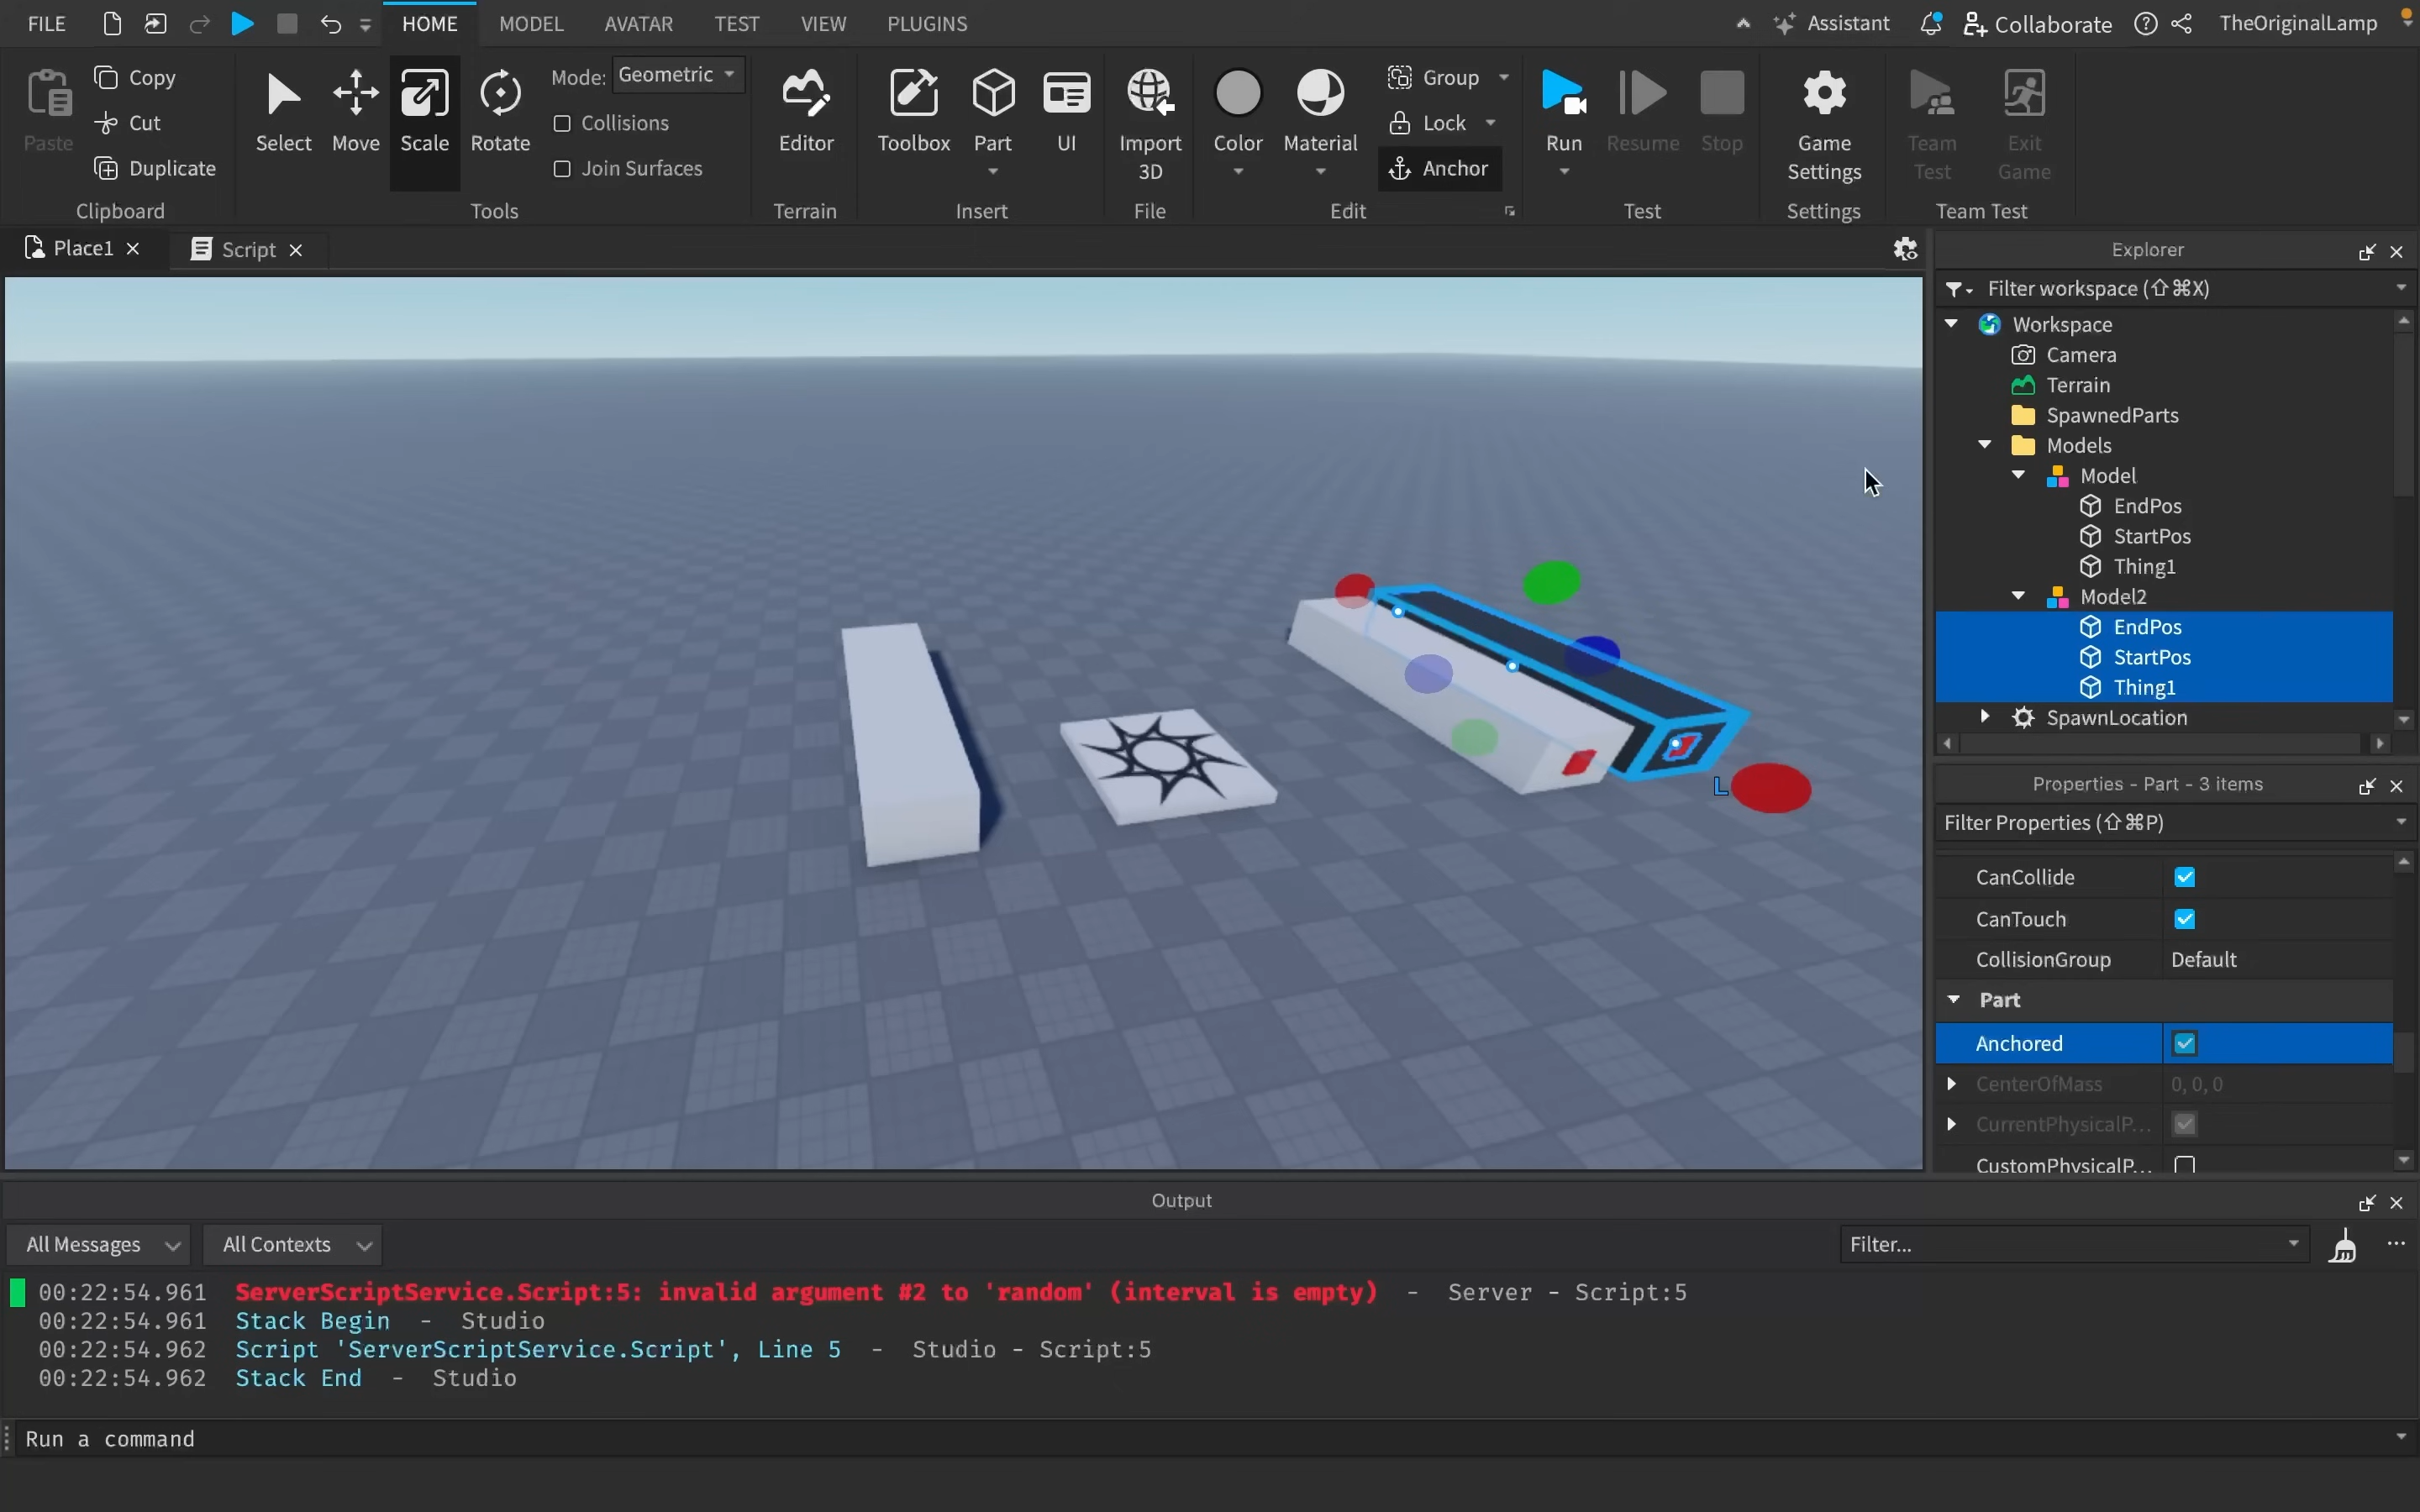 FILE
HOME
MODEL
AVATAR
TEST
VIEW
PLUGINS
Assistant
Collaborate
TheOriginalLamp
Paste
Copy
Cut
Duplicate
Clipboard
Select
Move
Scale
Rotate
Mode: Geometric
Collisions
Join Surfaces
Tools
Editor
Terrain
Toolbox
Part
UI
Insert
Import
3D
File
Color
Material
Group
Lock
Anchor
Edit
Run
Resume
Stop
Test
Game
Settings
Settings
Team
Test
Exit
Game
Team Test
Place1
Script
L
Explorer
Filter workspace (⇧⌘X)
Workspace
Camera
Terrain
SpawnedParts
Models
Model
EndPos
StartPos
Thing1
Model2
EndPos
StartPos
Thing1
SpawnLocation
Properties - Part - 3 items
Filter Properties (⇧⌘P)
CanCollide
CanTouch
CollisionGroup Default
Part
Anchored
CenterOfMass 0, 0, 0
CurrentPhysicalP...
CustomPhysicalP...
Output
All Messages
All Contexts
Filter...
00:22:54.961 ServerScriptService.Script:5: invalid argument #2 to 'random' (interval is empty) - Server - Script:5
00:22:54.961 Stack Begin - Studio
00:22:54.962 Script 'ServerScriptService.Script', Line 5 - Studio - Script:5
00:22:54.962 Stack End - Studio
Run a command